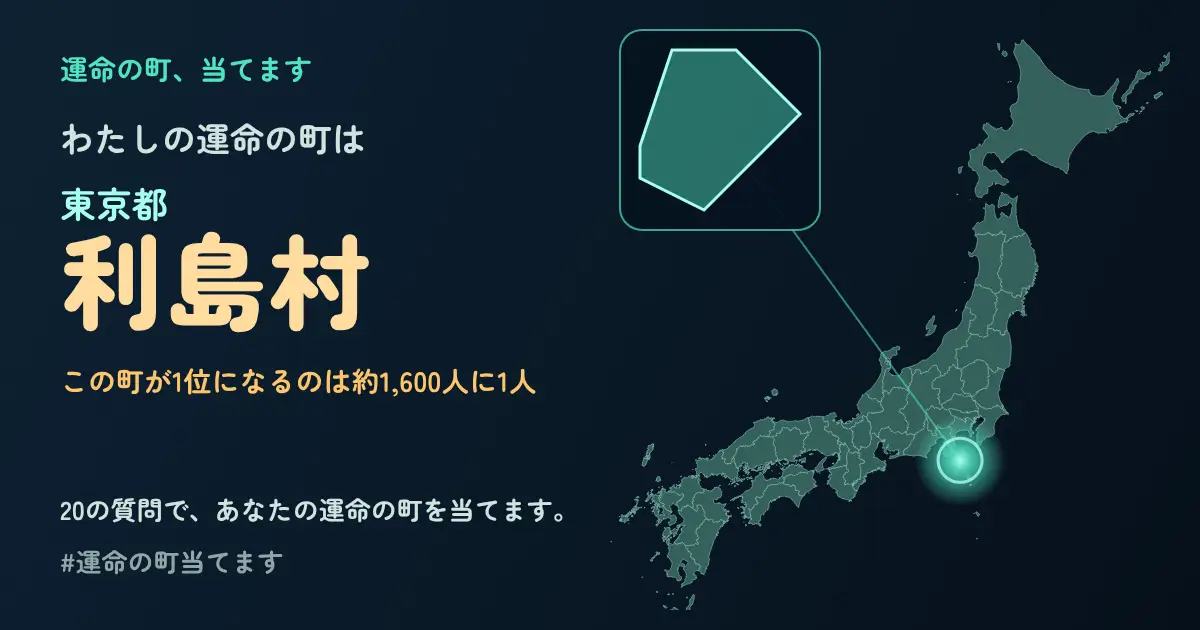 運命の町、当てます
わたしの運命の町は
東京都
利島村
この町が1位になるのは約1,600人に1人
20の質問で、あなたの運命の町を当てます。
#運命の町当てます